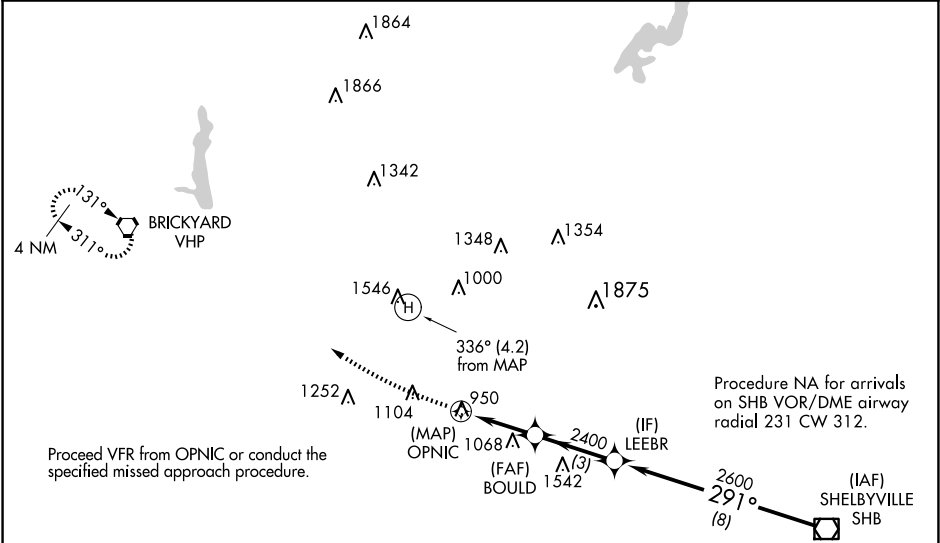 1864
1866
1342
131°
BRICKYARD
VHP
311°
4 NM
1348
1354
1546
1000
1875
H
336° (4.2)
from MAP
1252
1104
950
(MAP)
OPNIC
1068
(FAF)
BOULD
1542
2400
(3)
(IF)
LEEBR
Procedure NA for arrivals
on SHB VOR/DME airway
radial 231 CW 312.
Proceed VFR from OPNIC or conduct the
specified missed approach procedure.
2600
291°
(8)
(IAF)
SHELBYVILLE
SHB